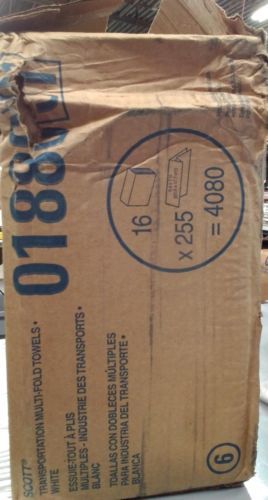 0188
SCOTT®
TRANSPORTATION MULTI-FOLD TOWELS •
WHITE
ESSUIE-TOUT À PLIS
MULTIPLES - INDUSTRIE DES TRANSPORTS •
BLANC
TOALLAS CON DOBLECES MÚLTIPLES
PARA INDUSTRIA DEL TRANSPORTE •
BLANCA
16
x 255
= 4080
6